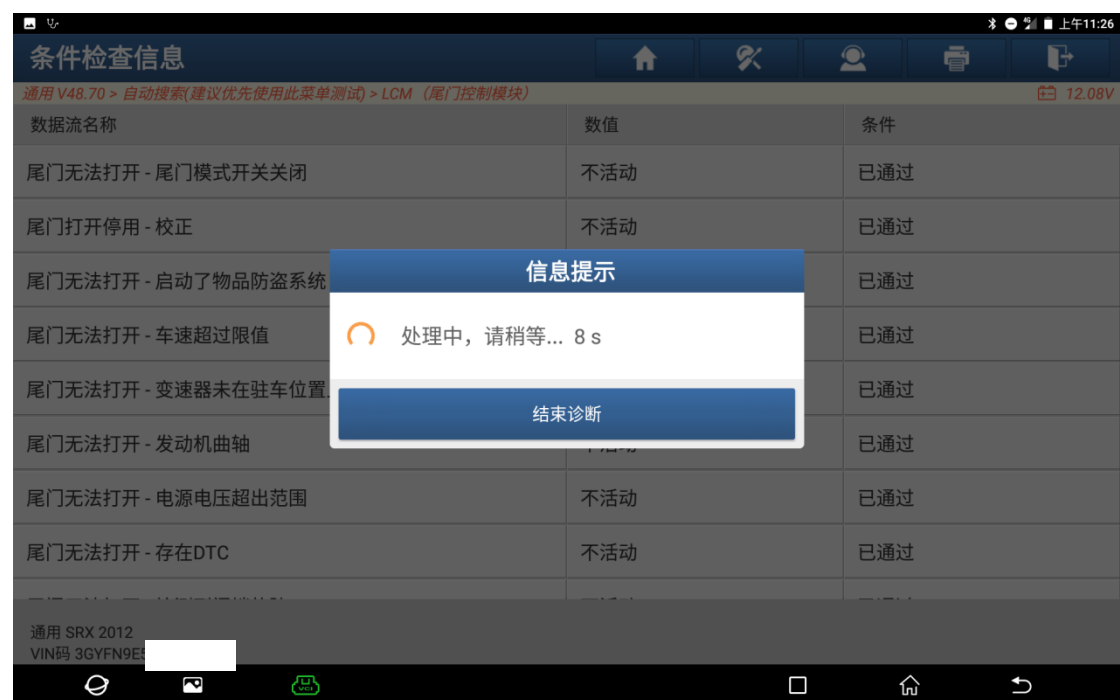 上午11:26
条件检查信息
通用 V48.70 > 自动搜索(建议优先使用此菜单测试) > LCM（尾门控制模块） 12.08V
数据流名称 数值 条件
尾门无法打开 - 尾门模式开关关闭 不活动 已通过
尾门打开停用 - 校正 不活动 已通过
尾门无法打开 - 启动了物品防盗系统 已通过
信息提示
尾门无法打开 - 车速超过限值 已通过
处理中，请稍等... 8 s
尾门无法打开 - 变速器未在驻车位置 已通过
结束诊断
尾门无法打开 - 发动机曲轴 已通过
尾门无法打开 - 电源电压超出范围 不活动 已通过
尾门无法打开 - 存在DTC 不活动 已通过
通用 SRX 2012
VIN码 3GYFN9E5
VCI